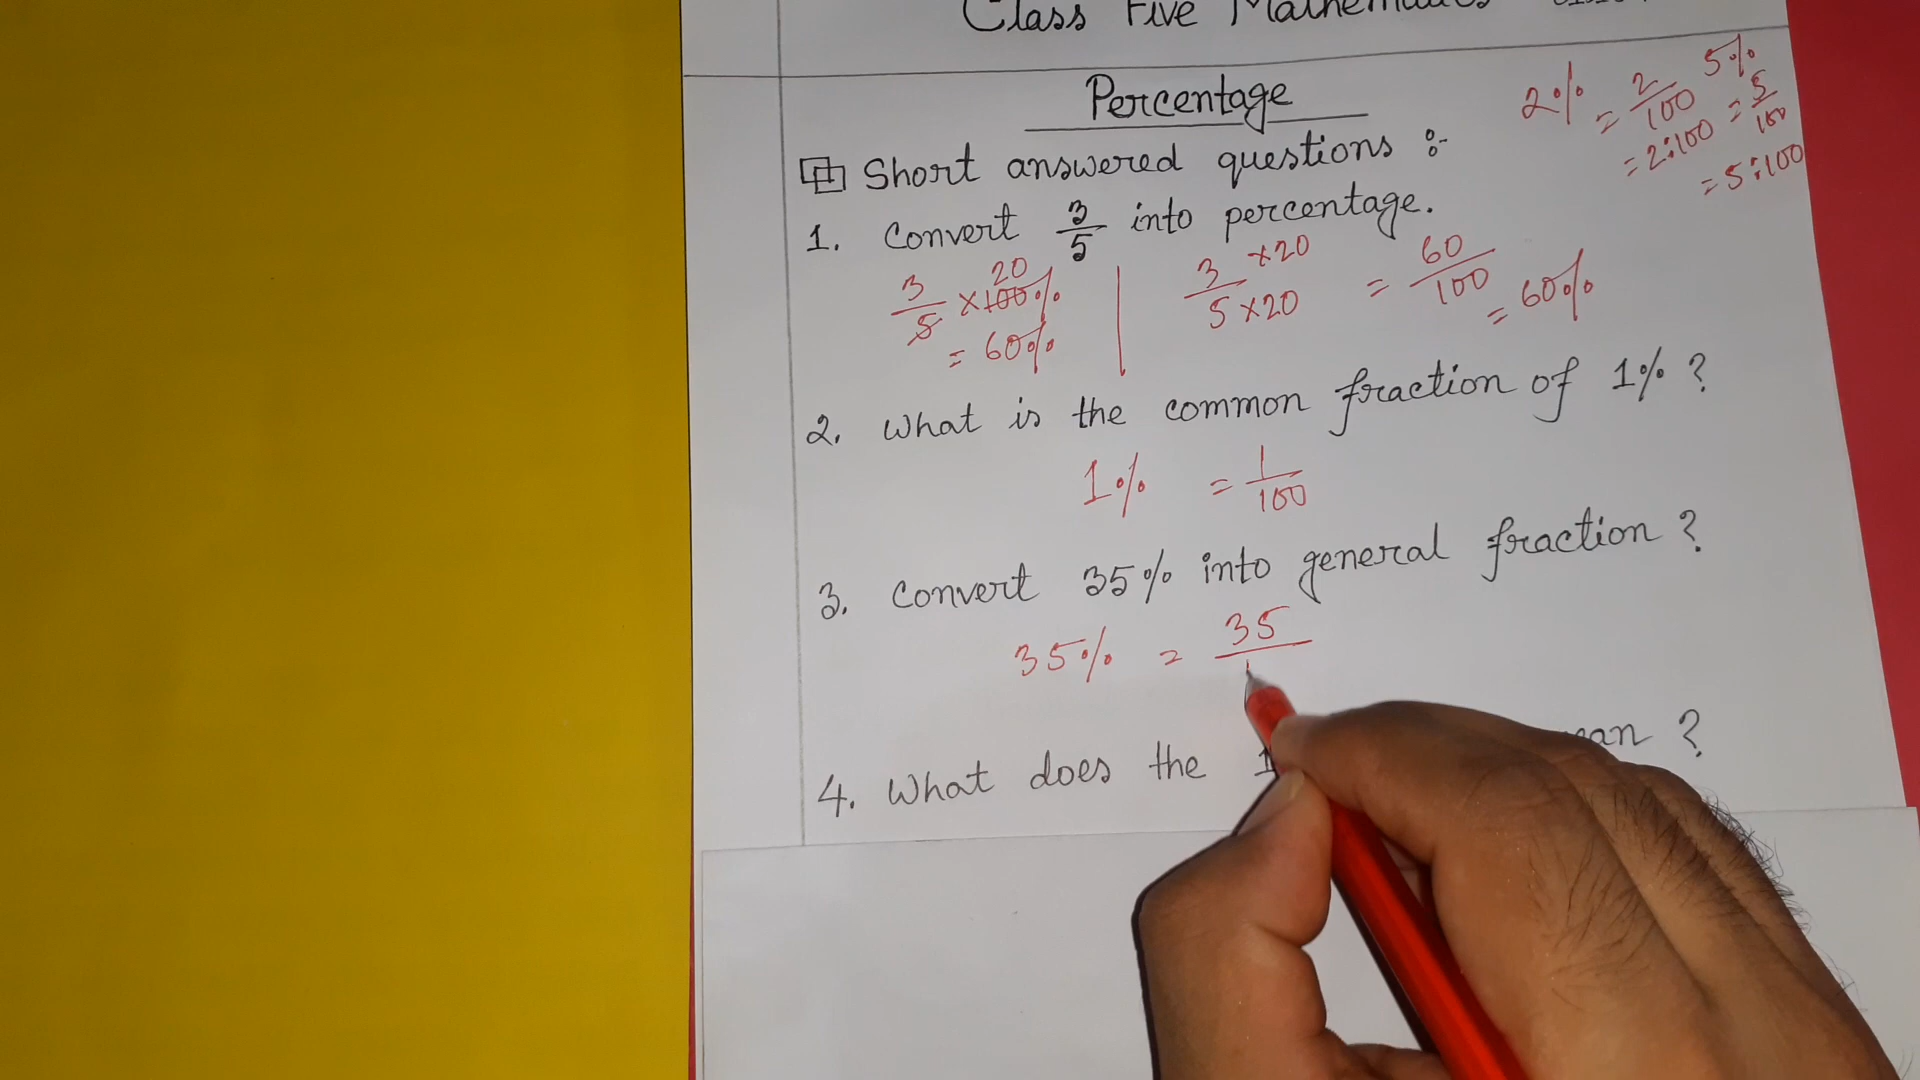 Class Five Mathematics
Percentage
Short answered questions :-
1. Convert 3/5 into percentage.
3/5 × 100% 20
= 60%
3×20/5×20 = 60/100
= 60%
2% = 2/100
= 2:100
5%
= 5/100
= 5:100
2. What is the common fraction of 1% ?
1% = 1/100
3. Convert 35% into general fraction ?
35% = 35/1
4. What does the ?